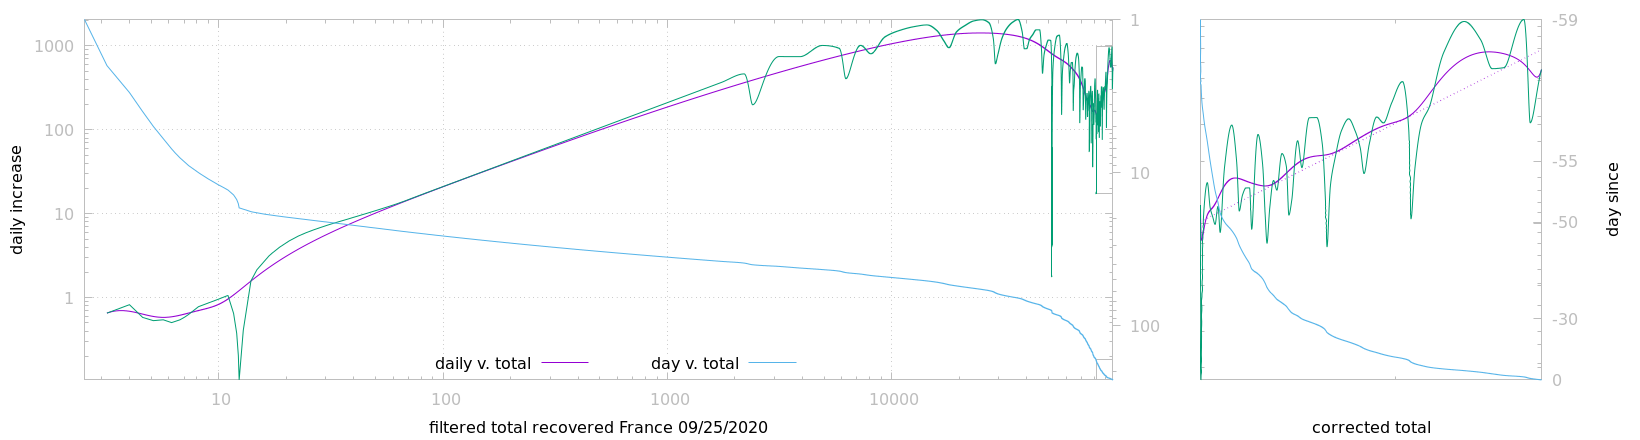 daily increase
1000
100
10
1
10
100
1000
10000
1
10
100
daily v. total
day v. total
filtered total recovered France 09/25/2020
-59
-55
-50
-30
0
day since
corrected total